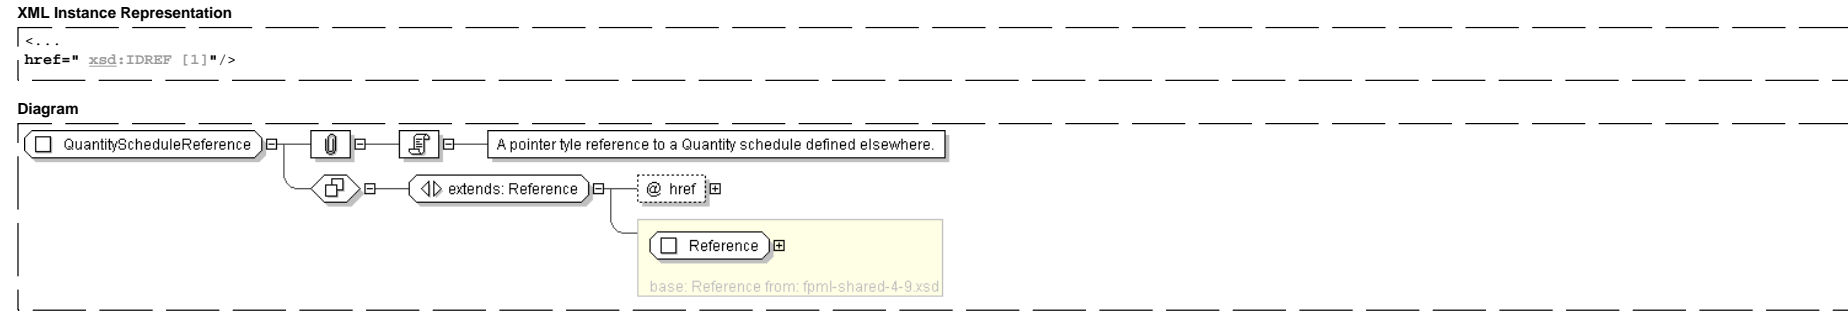 XML Instance Representation
<...
href=" xsd:IDREF [1]"/>
Diagram
QuantityScheduleReference
A pointer tyle reference to a Quantity schedule defined elsewhere.
extends: Reference
@ href
Reference
base: Reference from: fpml-shared-4-9.xsd